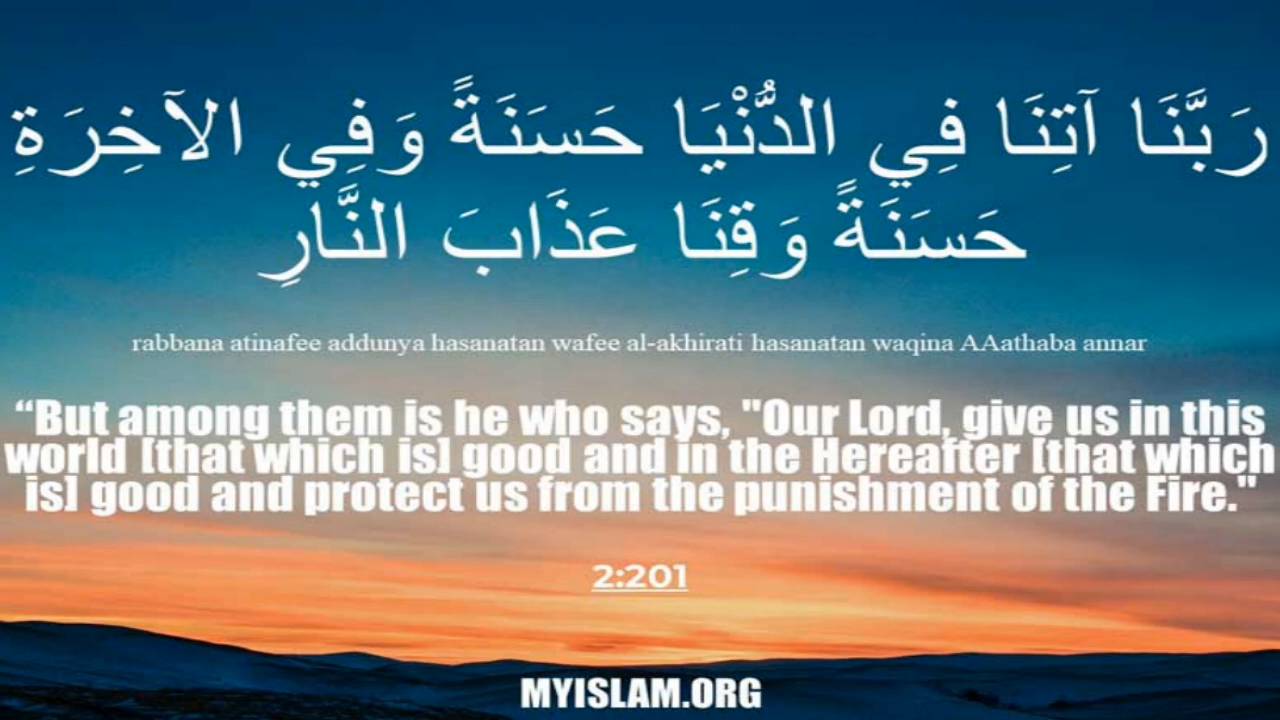 رَبَّنَا آتِنَا فِي الدُّنْيَا حَسَنَةً وَفِي الآخِرَةِ
حَسَنَةً وَقِنَا عَذَابَ النَّارِ
rabbana atinafee addunya hasanatan wafee al-akhirati hasanatan waqina AAathaba annar
“But among them is he who says, "Our Lord, give us in this
world [that which is] good and in the Hereafter [that which
is] good and protect us from the punishment of the Fire."
2:201
MYISLAM.ORG